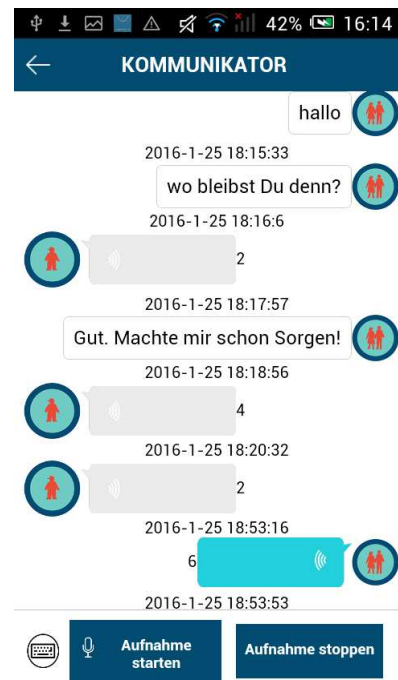 42% 16:14
KOMMUNIKATOR
hallo
2016-1-25 18:15:33
wo bleibst Du denn?
2016-1-25 18:16:6
2
2016-1-25 18:17:57
Gut. Machte mir schon Sorgen!
2016-1-25 18:18:56
4
2016-1-25 18:20:32
2
2016-1-25 18:53:16
6
2016-1-25 18:53:53
Aufnahme
starten
Aufnahme stoppen